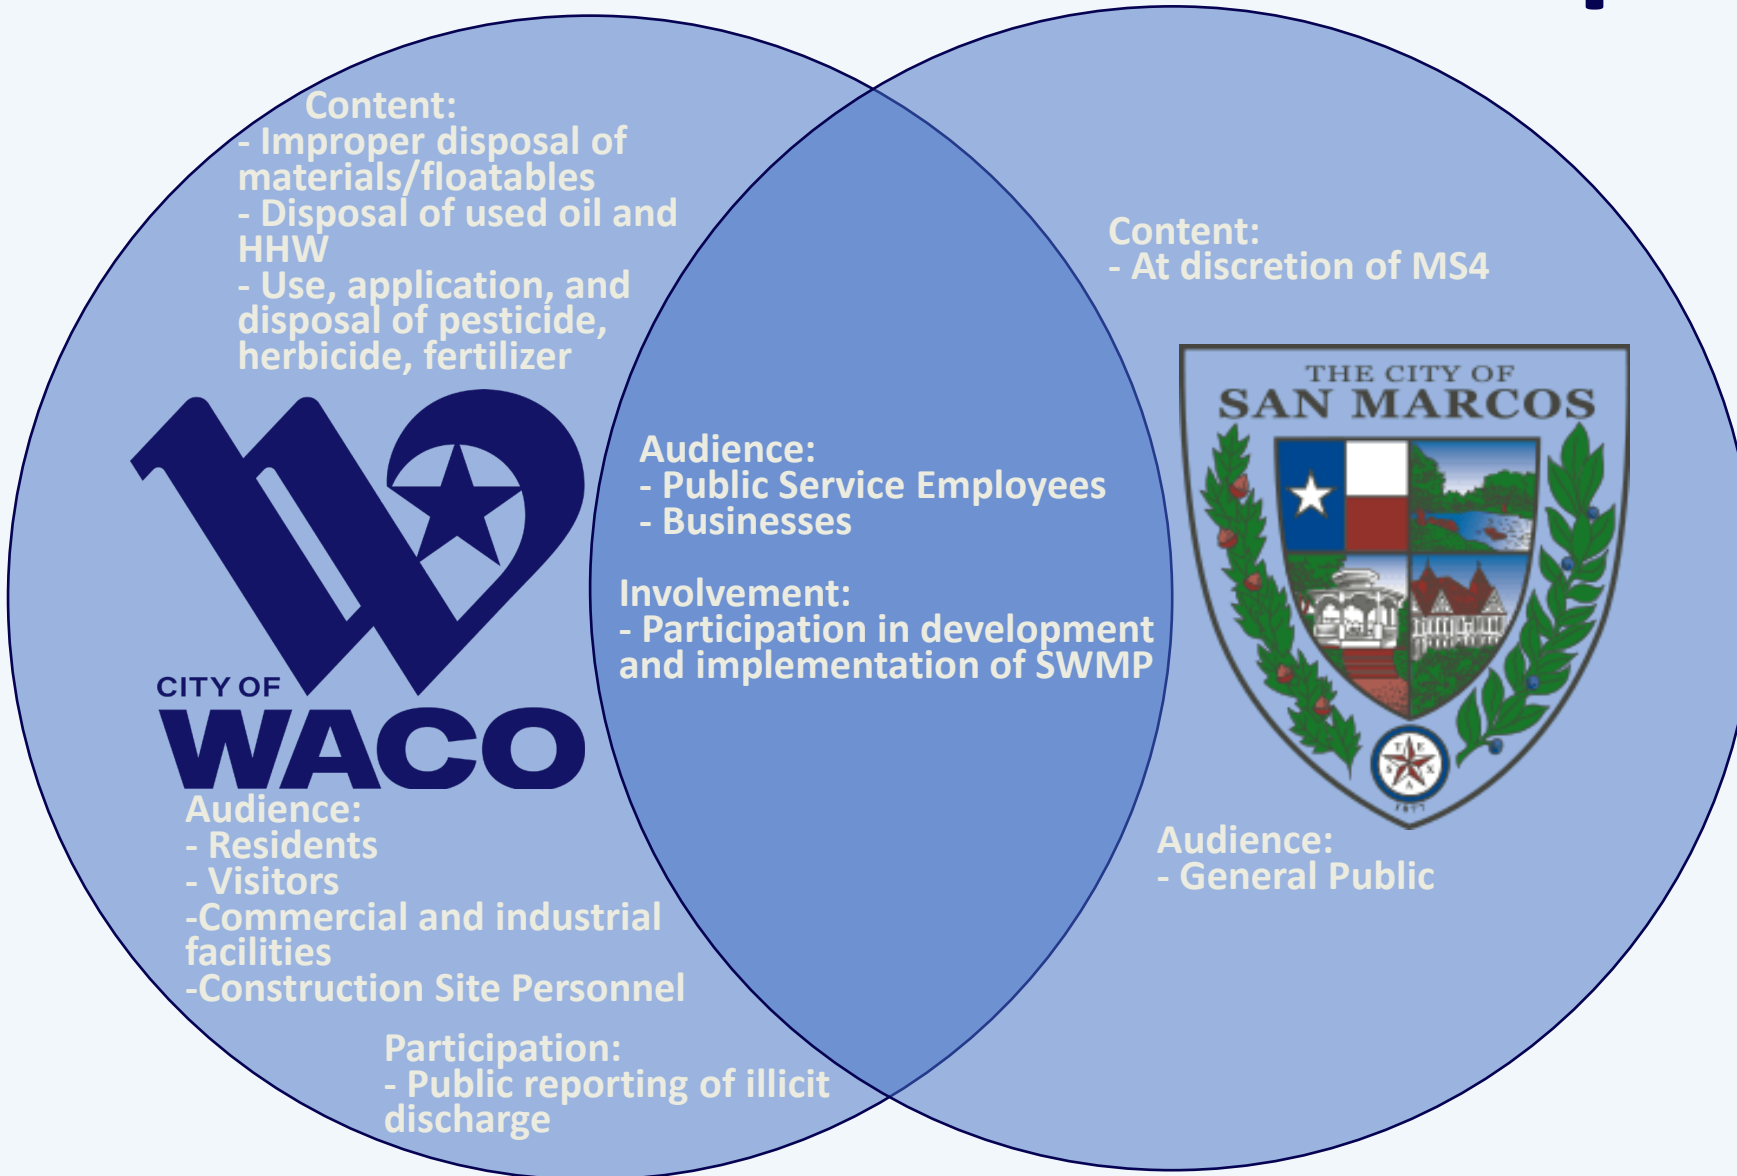 Content:
- Improper disposal of
materials/floatables
- Disposal of used oil and
HHW
- Use, application, and
disposal of pesticide,
herbicide, fertilizer
CITY OF
WACO
Audience:
- Residents
- Visitors
-Commercial and industrial
facilities
-Construction Site Personnel
Participation:
- Public reporting of illicit
discharge
Audience:
- Public Service Employees
- Businesses
Involvement:
- Participation in development
and implementation of SWMP
Content:
- At discretion of MS4
THE CITY OF
SAN MARCOS
TEXAS
1877
Audience:
- General Public